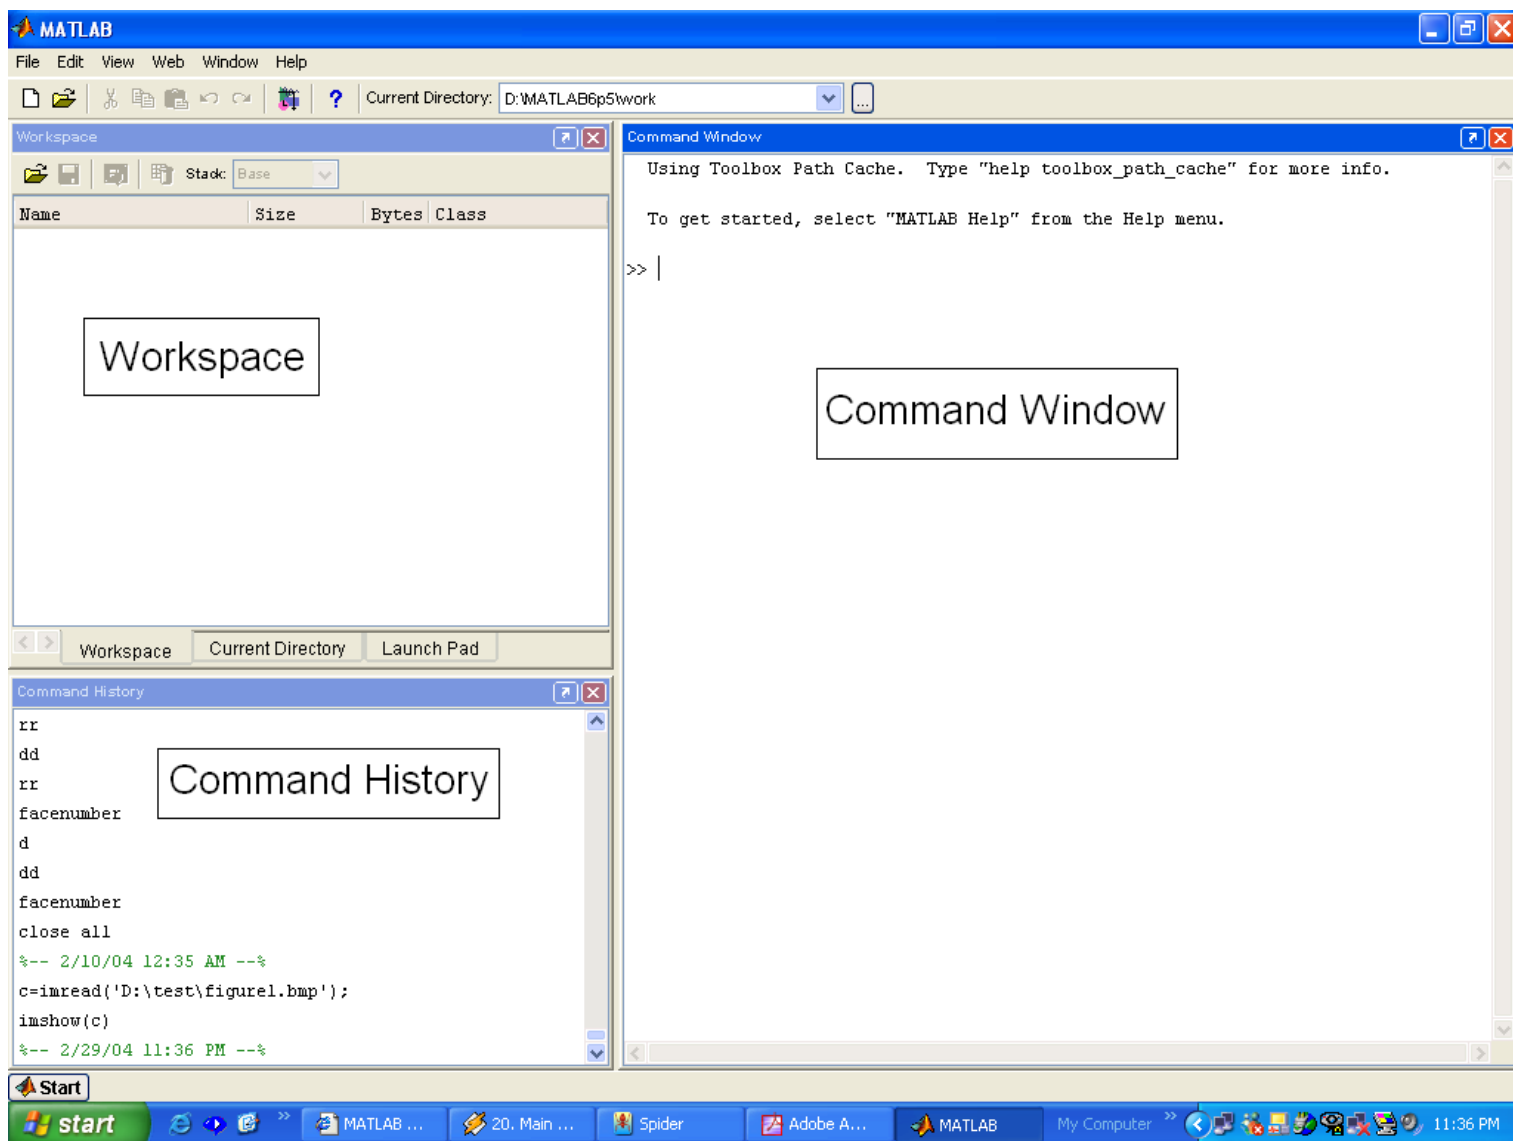 MATLAB
File Edit View Web Window Help
? Current Directory: D:\MATLAB6p5\work ...
Workspace
Stack: Base
Name Size Bytes Class
Workspace
Workspace Current Directory Launch Pad
Command History
rr
dd
rr
facenumber
d
dd
facenumber
close all
%-- 2/10/04 12:35 AM --%
c=imread('D:\test\figure1.bmp');
imshow(c)
%-- 2/29/04 11:36 PM --%
Command History
Command Window
Using Toolbox Path Cache. Type "help toolbox_path_cache" for more info.
To get started, select "MATLAB Help" from the Help menu.
>>
Command Window
Start
start MATLAB ... 20. Main ... Spider Adobe A... MATLAB My Computer 11:36 PM